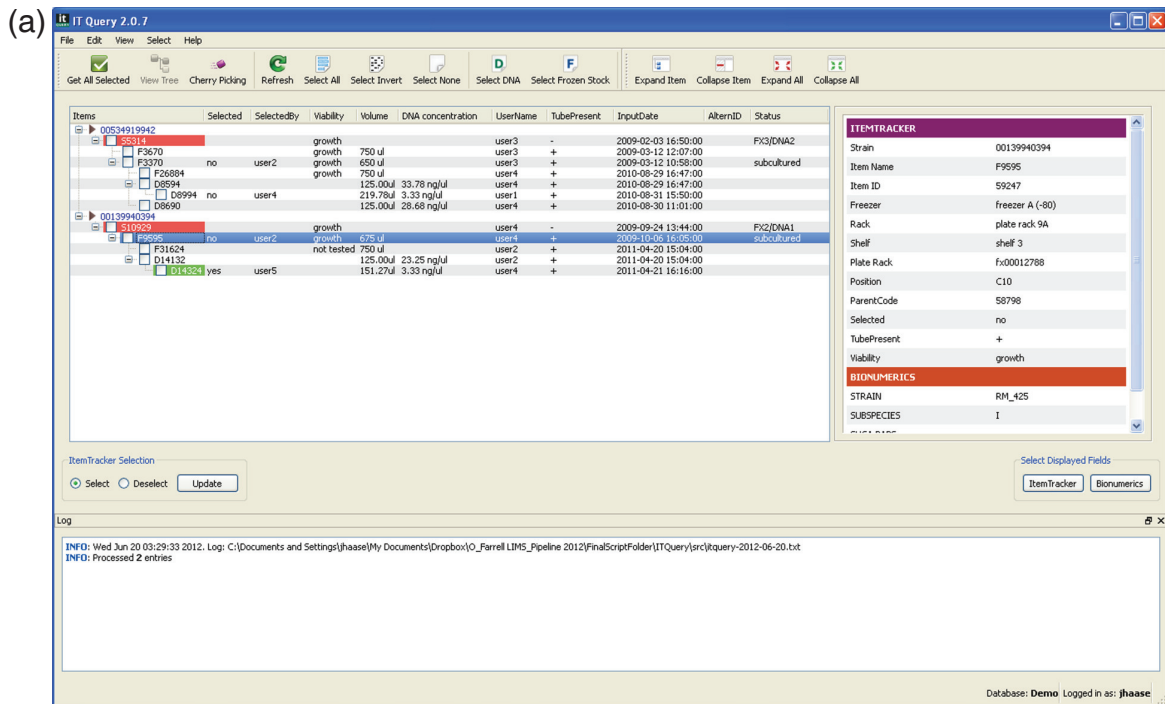 (a)
it QUERY IT Query 2.0.7
File Edit View Select Help
Get All Selected View Tree Cherry Picking Refresh Select All Select Invert Select None Select DNA Select Frozen Stock Expand Item Collapse Item Expand All Collapse All
Items Selected SelectedBy Viability Volume DNA concentration UserName TubePresent InputDate AlternID Status
00534919942
S5314 growth user3 - 2009-02-03 16:50:00 FX3/DNA2
F3670 growth 750 ul user3 + 2009-03-12 12:07:00
F3370 no user2 growth 650 ul user3 + 2009-03-12 10:58:00 subcultured
F26884 growth 750 ul user4 + 2010-08-29 16:47:00
D8594 125.00ul 33.78 ng/ul user4 + 2010-08-29 16:47:00
D8994 no user4 219.78ul 3.33 ng/ul user1 + 2010-08-31 15:50:00
D8690 125.00ul 28.68 ng/ul user4 + 2010-08-30 11:01:00
00139940394
S10929 growth user4 - 2009-09-24 13:44:00 FX2/DNA1
F9595 no user2 growth 675 ul user4 + 2009-10-06 16:05:00 subcultured
F31624 not tested 750 ul user2 + 2011-04-20 15:04:00
D14132 125.00ul 23.25 ng/ul user2 + 2011-04-20 15:04:00
D14324 yes user5 151.27ul 3.33 ng/ul user4 + 2011-04-21 16:16:00
ITEMTRACKER
Strain 00139940394
Item Name F9595
Item ID 59247
Freezer freezer A (-80)
Rack plate rack 9A
Shelf shelf 3
Plate Rack fx00012788
Position C10
ParentCode 58798
Selected no
TubePresent +
Viability growth
BIONUMERICS
STRAIN RM_425
SUBSPECIES I
ItemTracker Selection
Select Deselect Update
Select Displayed Fields
ItemTracker Bionumerics
Log
INFO: Wed Jun 20 03:29:33 2012. Log: C:\Documents and Settings\jhaase\My Documents\Dropbox\O_Farrell LIMS_Pipeline 2012\FinalScriptFolder\ITQuery\src\itquery-2012-06-20.txt
INFO: Processed 2 entries
Database: Demo Logged in as: jhaase